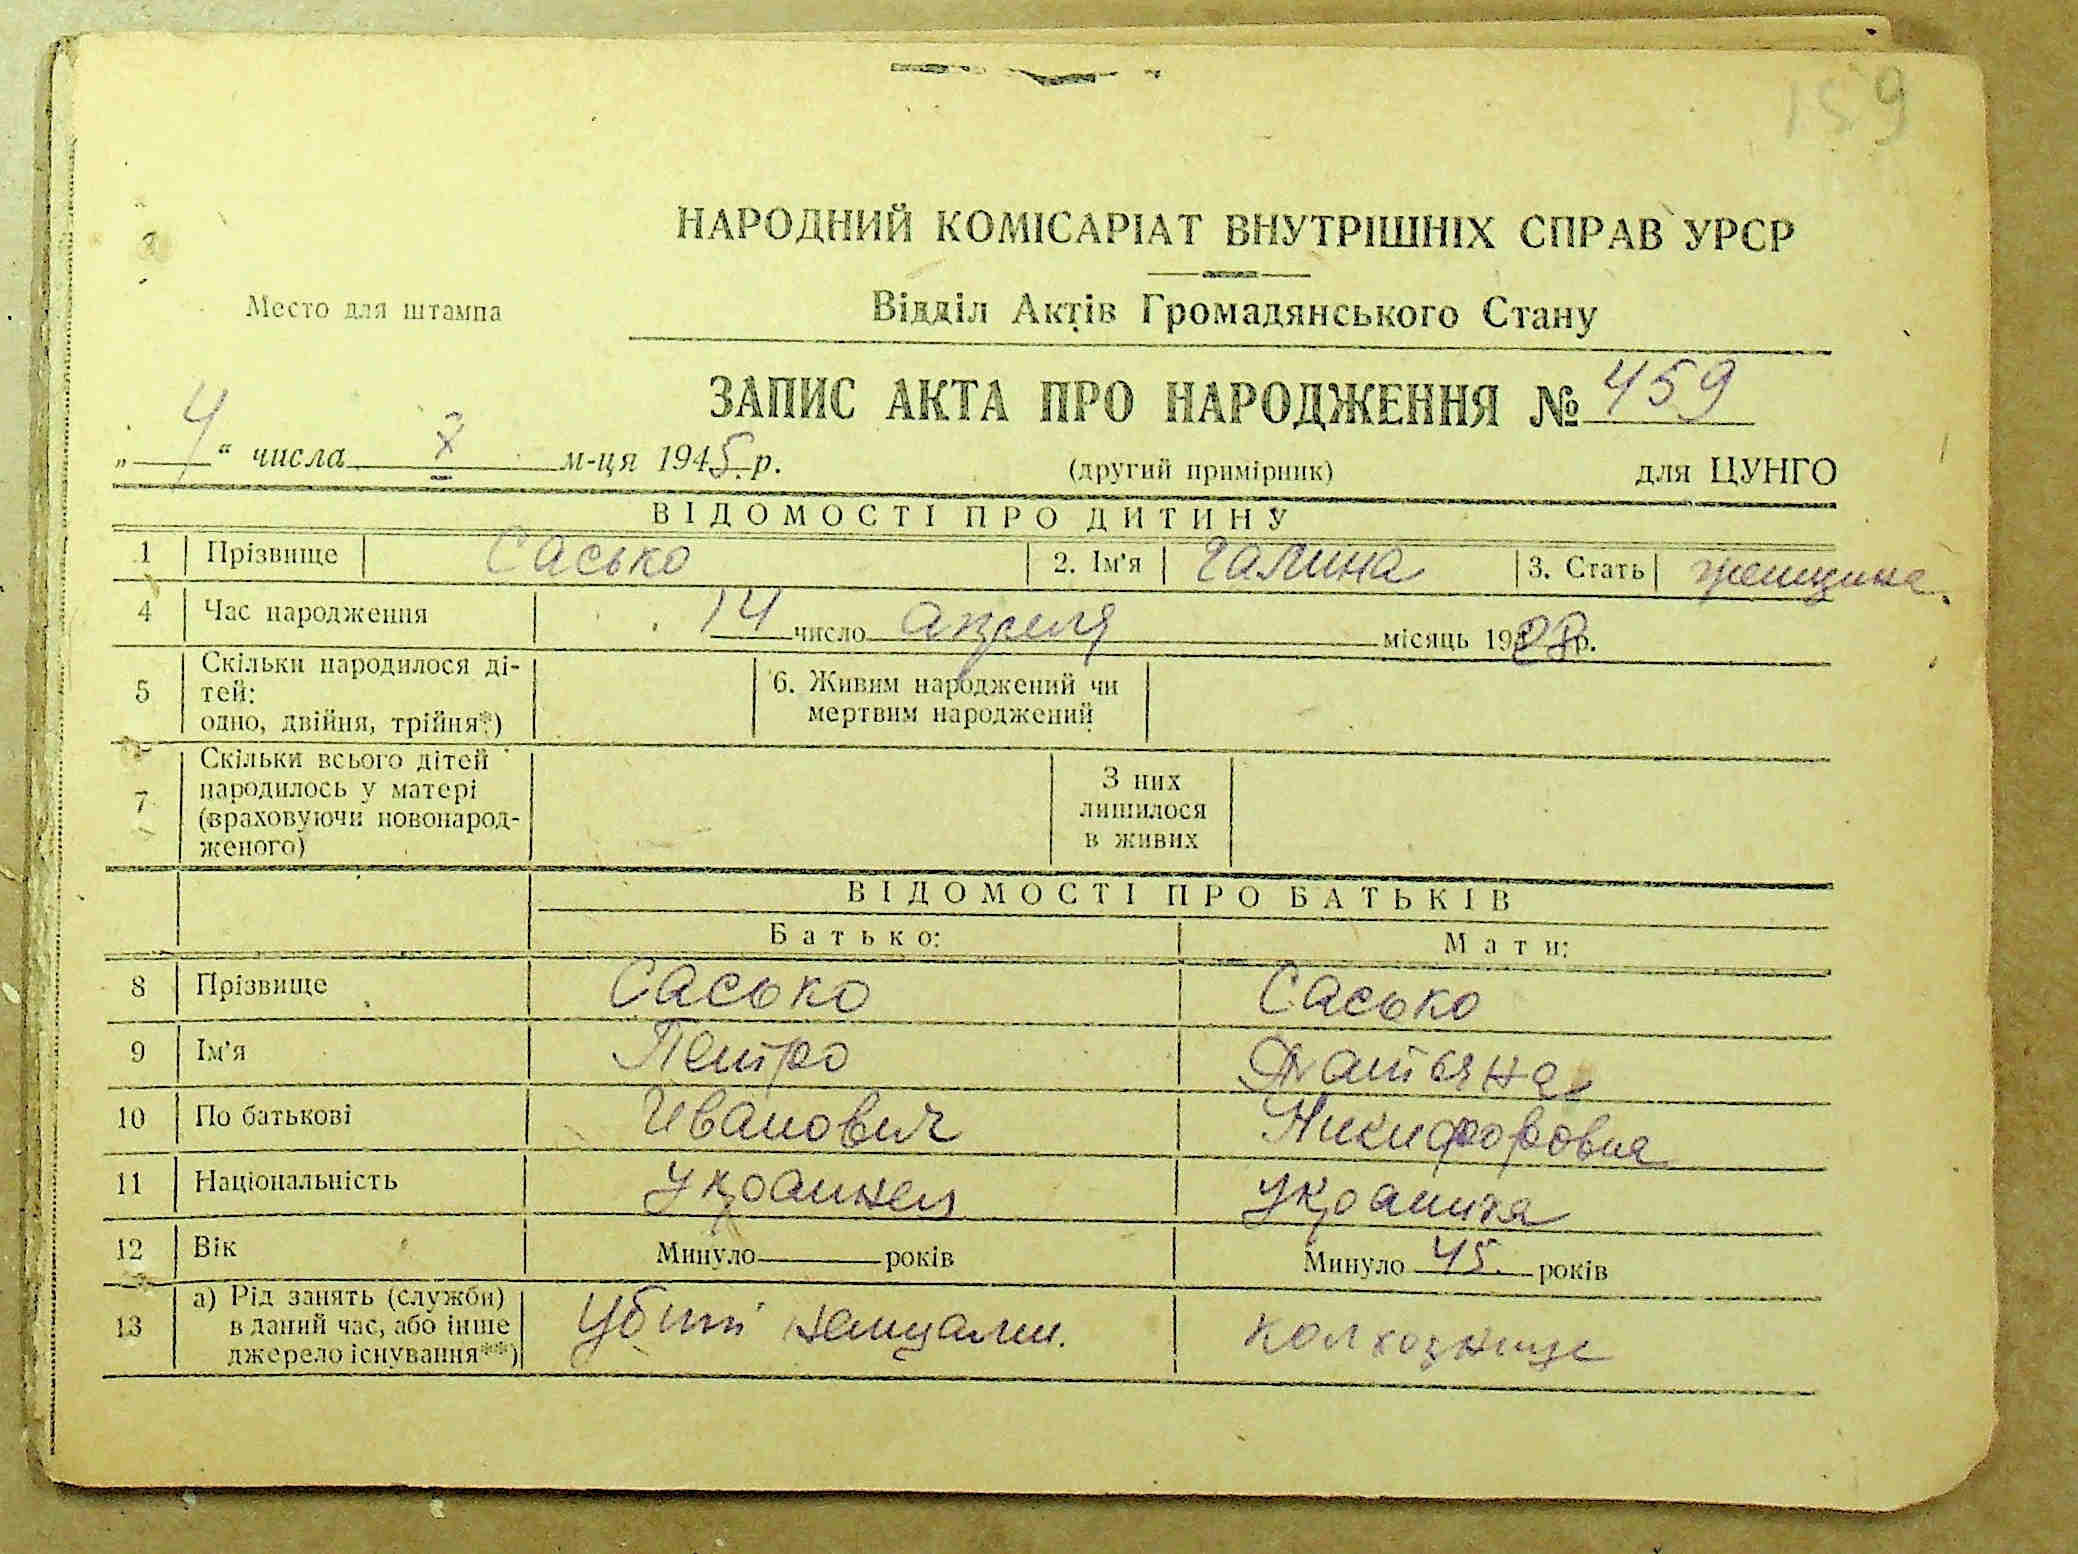 159
НАРОДНИЙ КОМІСАРІАТ ВНУТРІШНІХ СПРАВ УРСР
Место для штампа
Відділ Актів Громадянського Стану
ЗАПИС АКТА ПРО НАРОДЖЕННЯ № 459
„ 4 “ числа 7 м-ця 1945 р. (другий примірник) для ЦУНГО
ВІДОМОСТІ ПРО ДИТИНУ
1 Прізвище Сасько 2. Ім'я Галина 3. Стать женщина
4 Час народження 14 число апреля місяць 1928 р.
5 Скільки народилося ді-
тей:
одно, двійня, трійня*)
6. Живим народжений чи
мертвим народжений
7 Скільки всього дітей
народилось у матері
(враховуючи новонарод-
женого)
З них
лишилося
в живих
ВІДОМОСТІ ПРО БАТЬКІВ
Батько: Мати:
8 Прізвище Сасько Сасько
9 Ім'я Петро Татьяна
10 По батькові Иванович Никифоровна
11 Національність украинец
12 Вік Минуло років Минуло 45 років
13 а) Рід занять (служби)
в даний час, або інше
джерело існування**)
Убит немцами. колхозница